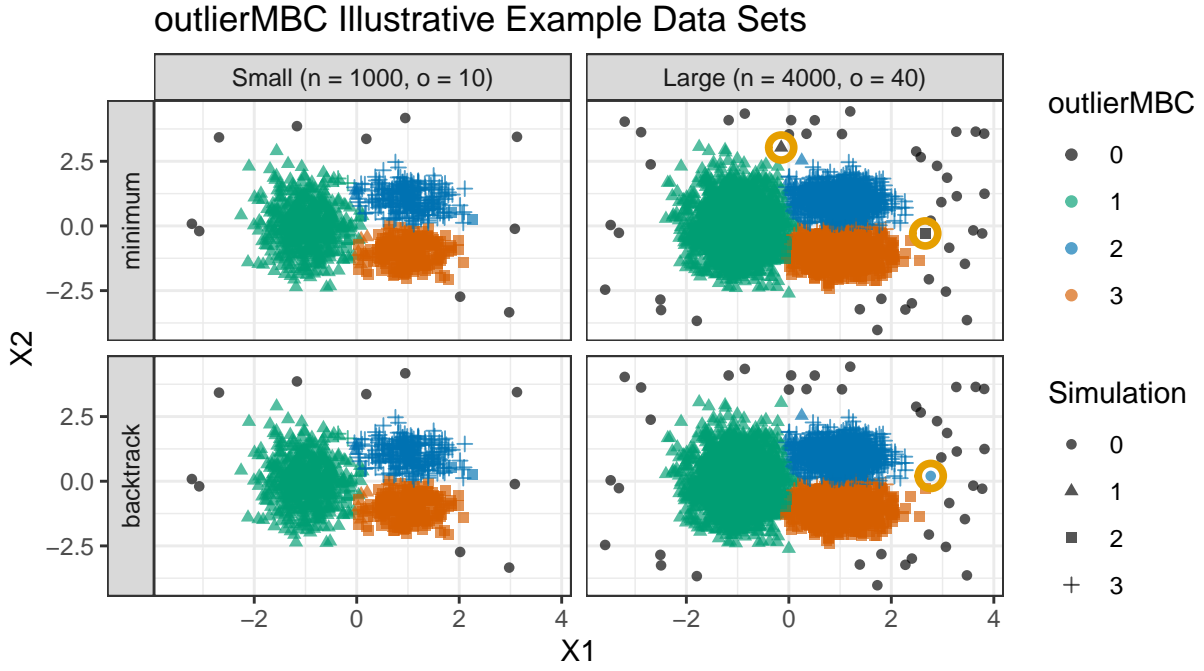 outlierMBC Illustrative Example Data Sets
Small (n = 1000, o = 10)
Large (n = 4000, o = 40)
minimum
2.5
0.0
−2.5
backtrack
2.5
0.0
−2.5
X2
−2
0
2
4
−2
0
2
4
X1
outlierMBC
0
1
2
3
Simulation
0
1
2
3